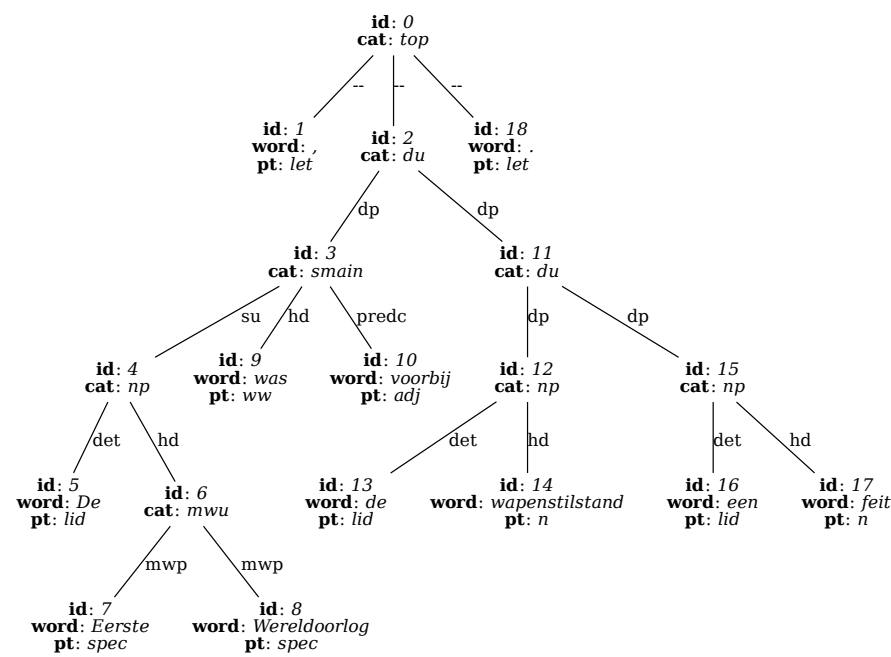 id: 0
cat: top
-- -- --
id: 1
word: ,
pt: let
id: 2
cat: du
id: 18
word: .
pt: let
dp dp
id: 3
cat: smain
id: 11
cat: du
su hd predc dp dp
id: 4
cat: np
id: 9
word: was
pt: ww
id: 10
word: voorbij
pt: adj
id: 12
cat: np
id: 15
cat: np
det hd det hd det hd
id: 5
word: De
pt: lid
id: 6
cat: mwu
id: 13
word: de
pt: lid
id: 14
word: wapenstilstand
pt: n
id: 16
word: een
pt: lid
id: 17
word: feit
pt: n
mwp mwp
id: 7
word: Eerste
pt: spec
id: 8
word: Wereldoorlog
pt: spec